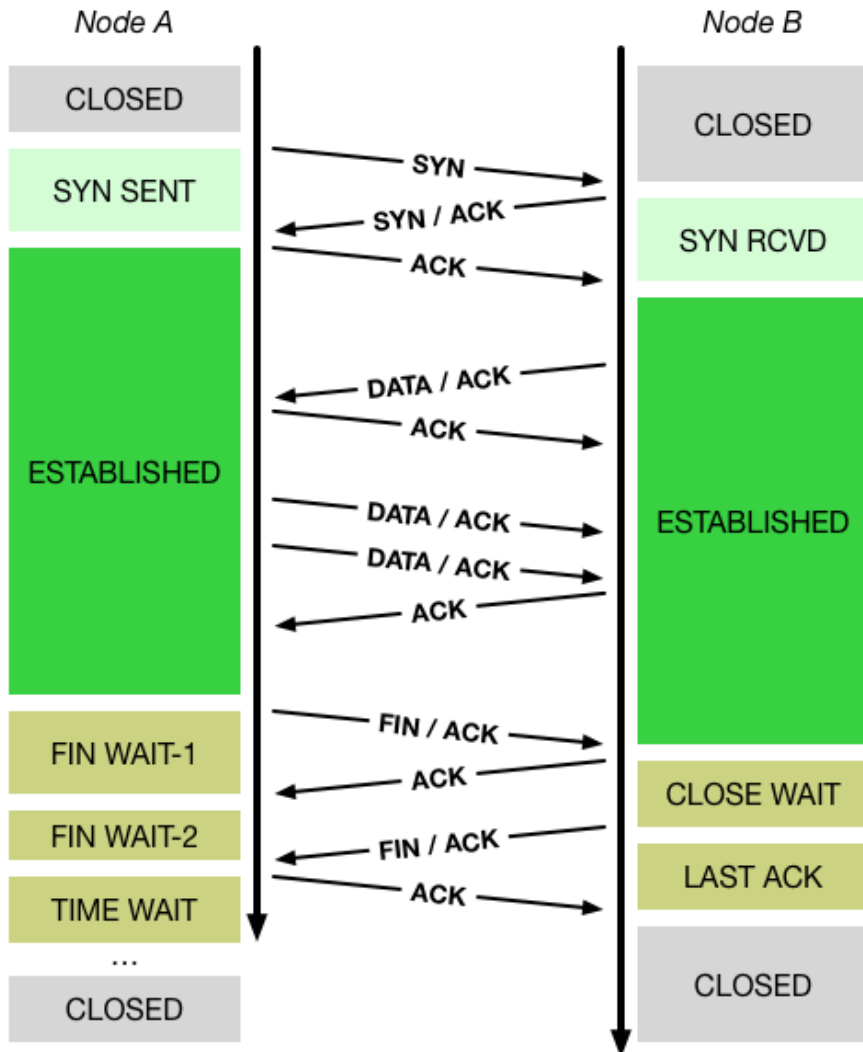 Node A
Node B
CLOSED
CLOSED
SYN
SYN SENT
SYN / ACK
SYN RCVD
ACK
DATA / ACK
ACK
ESTABLISHED
DATA / ACK
ESTABLISHED
DATA / ACK
ACK
FIN / ACK
FIN WAIT-1
ACK
CLOSE WAIT
FIN WAIT-2
FIN / ACK
LAST ACK
ACK
TIME WAIT
...
CLOSED
CLOSED